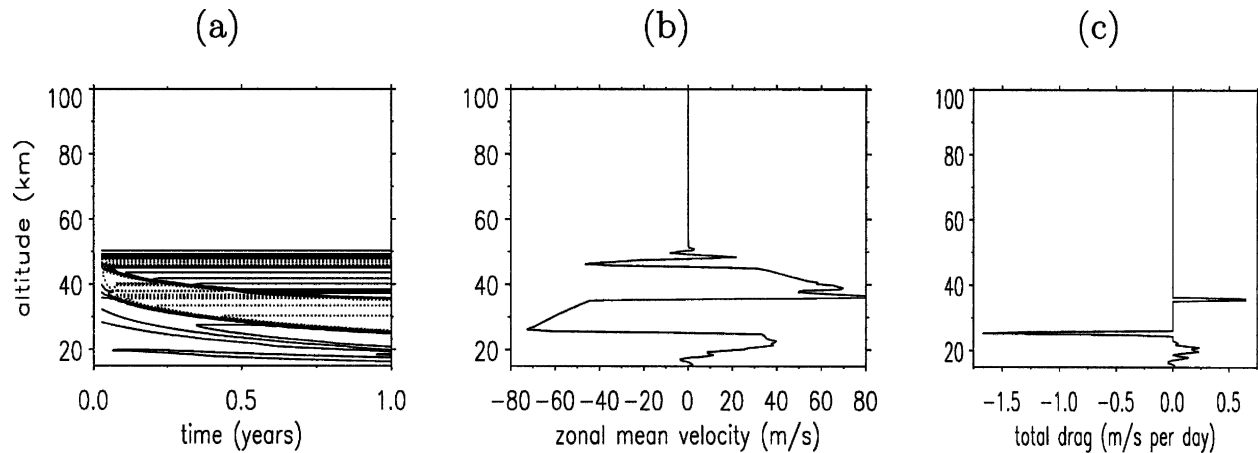 (a)
(b)
(c)
altitude (km)
100
80
60
40
20
0.0 0.5 1.0
time (years)
100
80
60
40
20
-80 -60 -40 -20 0 20 40 60 80
zonal mean velocity (m/s)
100
80
60
40
20
-1.5 -1.0 -0.5 0.0 0.5
total drag (m/s per day)